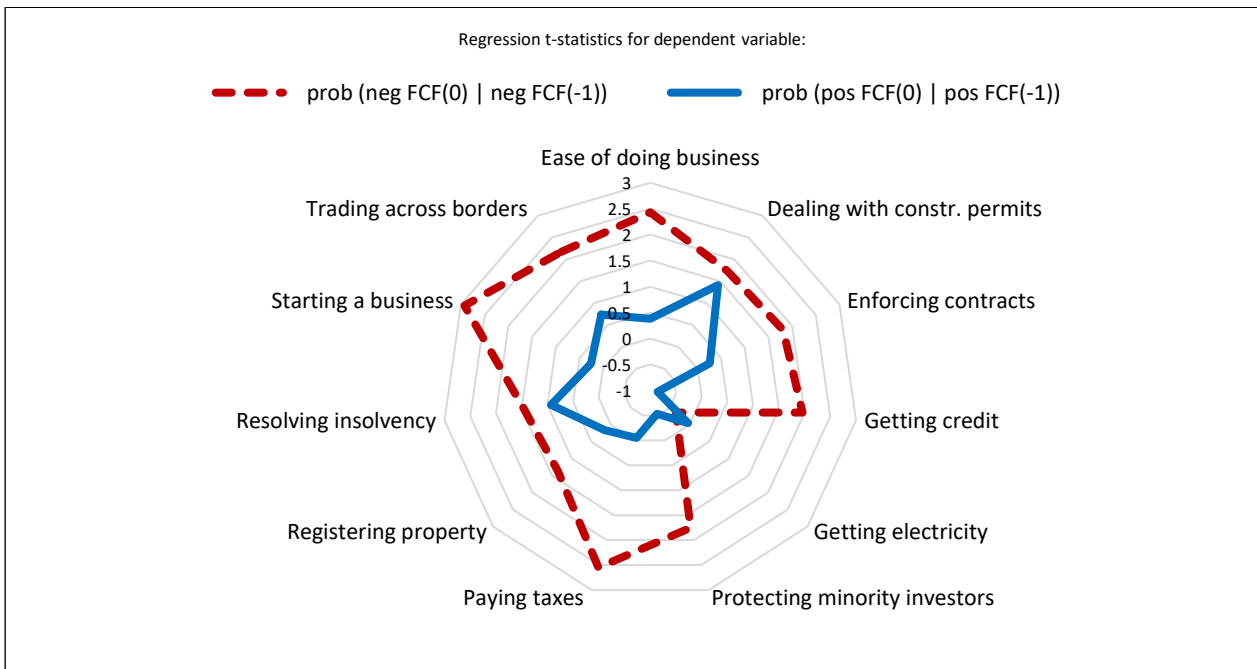 Regression t-statistics for dependent variable:
prob (neg FCF(0) | neg FCF(-1))
prob (pos FCF(0) | pos FCF(-1))
Ease of doing business
Dealing with constr. permits
Enforcing contracts
Getting credit
Getting electricity
Protecting minority investors
Paying taxes
Registering property
Resolving insolvency
Starting a business
Trading across borders
3
2.5
2
1.5
1
0.5
0
-0.5
-1